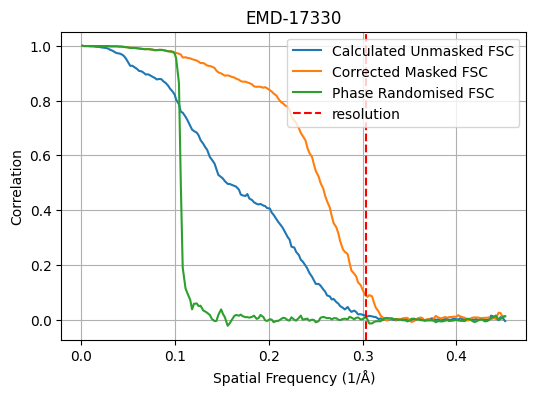 EMD-17330
Calculated Unmasked FSC
Corrected Masked FSC
Phase Randomised FSC
resolution
Correlation
1.0
0.8
0.6
0.4
0.2
0.0
0.0 0.1 0.2 0.3 0.4
Spatial Frequency (1/Å)